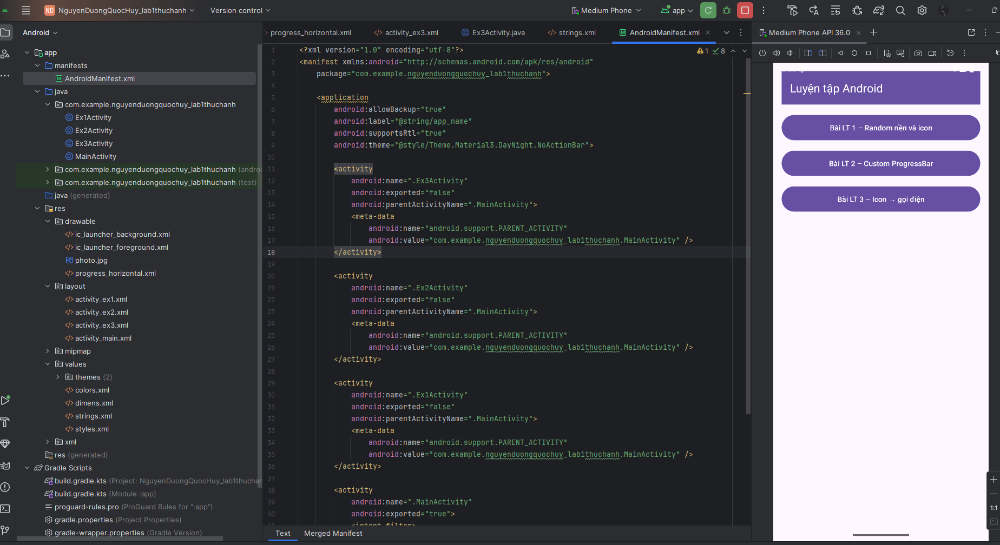 ND NguyenDuongQuocHuy_lab1thuchanh Version control Medium Phone app
Android
app
manifests
AndroidManifest.xml
java
com.example.nguyenduongquochuy_lab1thuchanh
Ex1Activity
Ex2Activity
Ex3Activity
MainActivity
com.example.nguyenduongquochuy_lab1thuchanh (androi
com.example.nguyenduongquochuy_lab1thuchanh (test)
java (generated)
res
drawable
ic_launcher_background.xml
ic_launcher_foreground.xml
photo.jpg
progress_horizontal.xml
layout
activity_ex1.xml
activity_ex2.xml
activity_ex3.xml
activity_main.xml
mipmap
values
themes (2)
colors.xml
dimens.xml
strings.xml
styles.xml
xml
res (generated)
Gradle Scripts
build.gradle.kts (Project: NguyenDuongQuocHuy_lab1thuchan
build.gradle.kts (Module :app)
proguard-rules.pro (ProGuard Rules for ":app")
gradle.properties (Project Properties)
gradle-wrapper.properties (Gradle Version)
progress_horizontal.xml activity_ex3.xml Ex3Activity.java strings.xml AndroidManifest.xml
1 8
1 <?xml version="1.0" encoding="utf-8"?>
2 <manifest xmlns:android="http://schemas.android.com/apk/res/android"
3 package="com.example.nguyenduongquochuy_lab1thuchanh">
4
5 <application
6 android:allowBackup="true"
7 android:label="@string/app_name"
8 android:supportsRtl="true"
9 android:theme="@style/Theme.Material3.DayNight.NoActionBar">
10
11 <activity
12 android:name=".Ex3Activity"
13 android:exported="false"
14 android:parentActivityName=".MainActivity">
15 <meta-data
16 android:name="android.support.PARENT_ACTIVITY"
17 android:value="com.example.nguyenduongquochuy_lab1thuchanh.MainActivity" />
18 </activity>
19
20 <activity
21 android:name=".Ex2Activity"
22 android:exported="false"
23 android:parentActivityName=".MainActivity">
24 <meta-data
25 android:name="android.support.PARENT_ACTIVITY"
26 android:value="com.example.nguyenduongquochuy_lab1thuchanh.MainActivity" />
27 </activity>
28
29 <activity
30 android:name=".Ex1Activity"
31 android:exported="false"
32 android:parentActivityName=".MainActivity">
33 <meta-data
34 android:name="android.support.PARENT_ACTIVITY"
35 android:value="com.example.nguyenduongquochuy_lab1thuchanh.MainActivity" />
36 </activity>
37
38 <activity
39 android:name=".MainActivity"
40 android:exported="true">
<intent-filter>
Text Merged Manifest
Medium Phone API 36.0
Luyện tập Android
Bài LT 1 – Random nền và icon
Bài LT 2 – Custom ProgressBar
Bài LT 3 – Icon → gọi điện
1:1